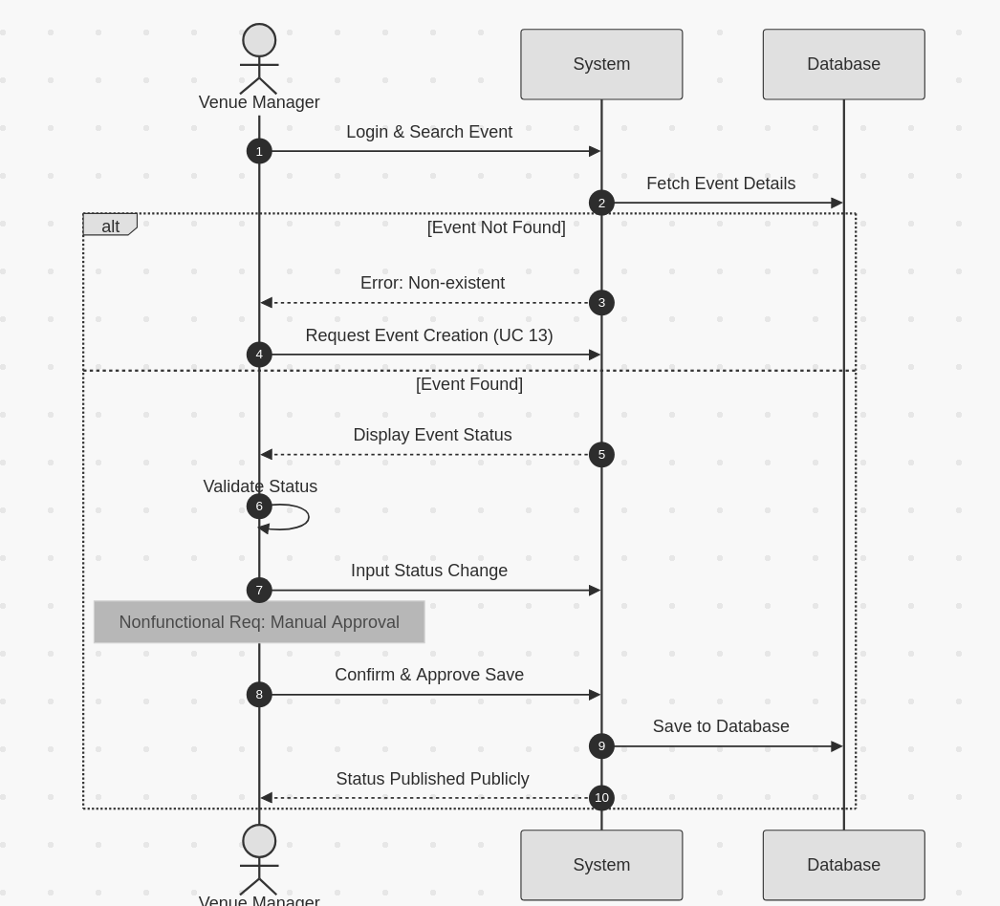 System
Database
Venue Manager
Login & Search Event
1
Fetch Event Details
2
alt
[Event Not Found]
Error: Non-existent
3
Request Event Creation (UC 13)
4
[Event Found]
Display Event Status
5
Validate Status
6
Input Status Change
7
Nonfunctional Req: Manual Approval
Confirm & Approve Save
8
Save to Database
9
Status Published Publicly
10
System
Database
Venue Manager